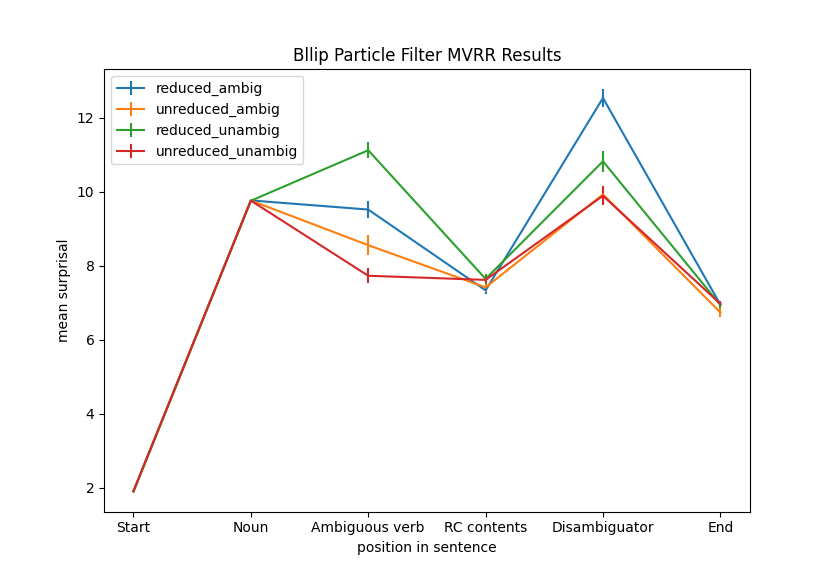 Bllip Particle Filter MVRR Results
reduced_ambig
unreduced_ambig
reduced_unambig
unreduced_unambig
12
10
8
6
4
2
mean surprisal
Start Noun Ambiguous verb RC contents Disambiguator End
position in sentence